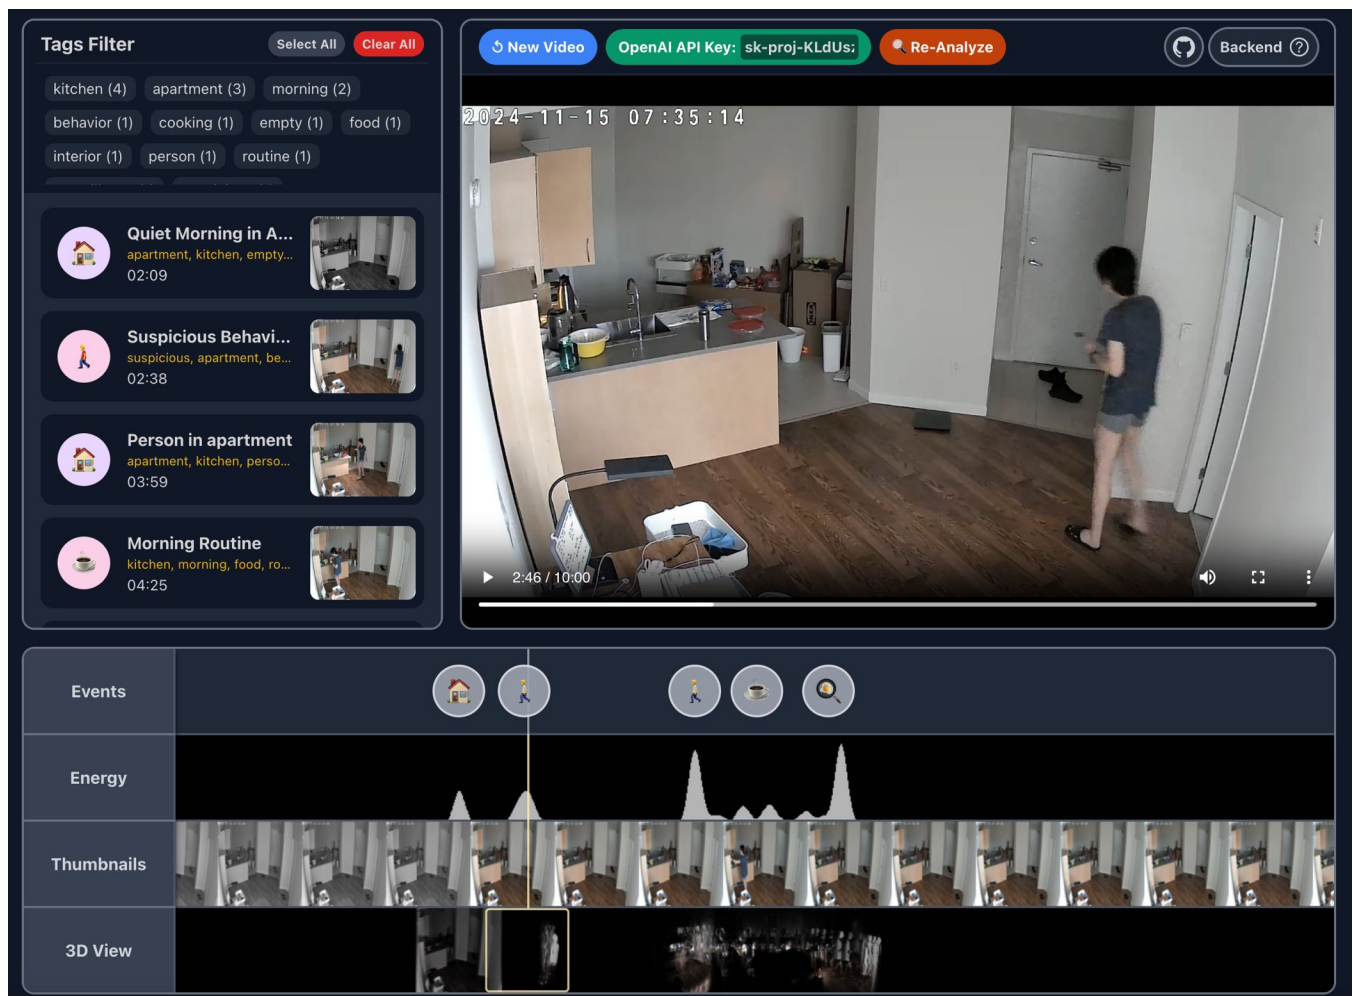 Tags Filter
Select All
Clear All
kitchen (4)
apartment (3)
morning (2)
behavior (1)
cooking (1)
empty (1)
food (1)
interior (1)
person (1)
routine (1)
Quiet Morning in A...
apartment, kitchen, empty...
02:09
Suspicious Behavi...
suspicious, apartment, be...
02:38
Person in apartment
apartment, kitchen, perso...
03:59
Morning Routine
kitchen, morning, food, ro...
04:25
New Video
OpenAI API Key: sk-proj-KLdUsz
Re-Analyze
Backend ?
2024-11-15 07:35:14
2:46 / 10:00
Events
Energy
Thumbnails
3D View